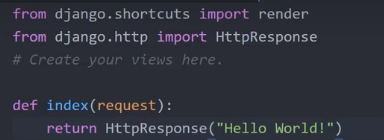 from django.shortcuts import render
from django.http import HttpResponse
# Create your views here.
def index(request):
    return HttpResponse("Hello World!")